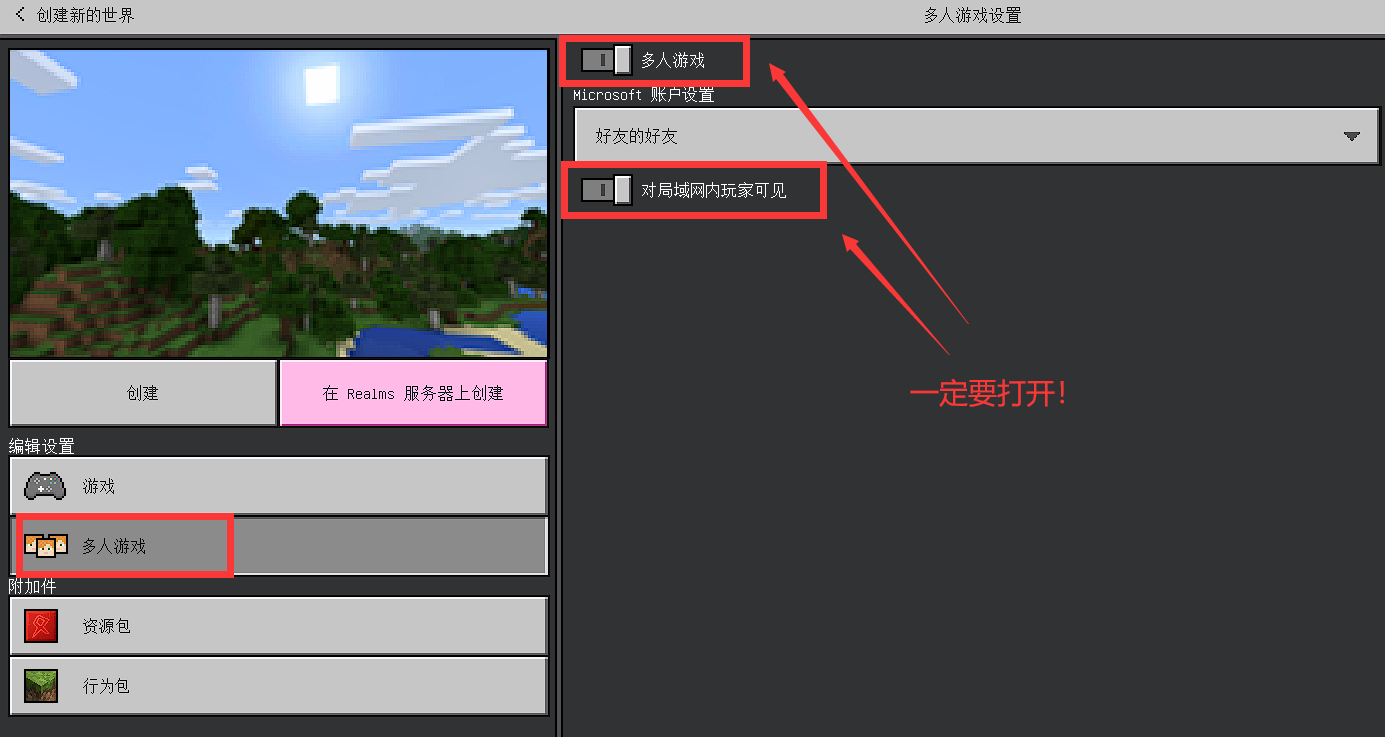 创建新的世界
多人游戏设置
多人游戏
Microsoft 账户设置
好友的好友
对局域网内玩家可见
一定要打开！
创建
在 Realms 服务器上创建
编辑设置
游戏
多人游戏
附加件
资源包
行为包